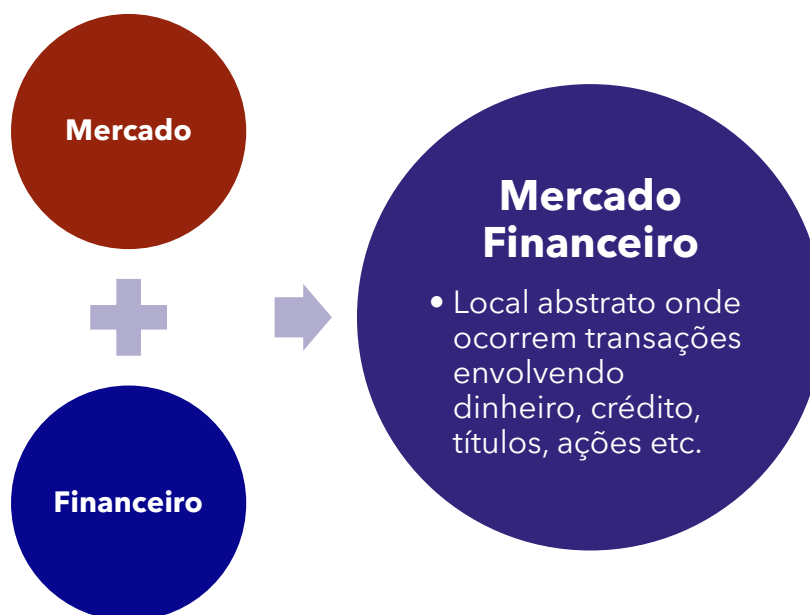 Mercado
Financeiro
Mercado
Financeiro
• Local abstrato onde
ocorrem transações
envolvendo
dinheiro, crédito,
títulos, ações etc.